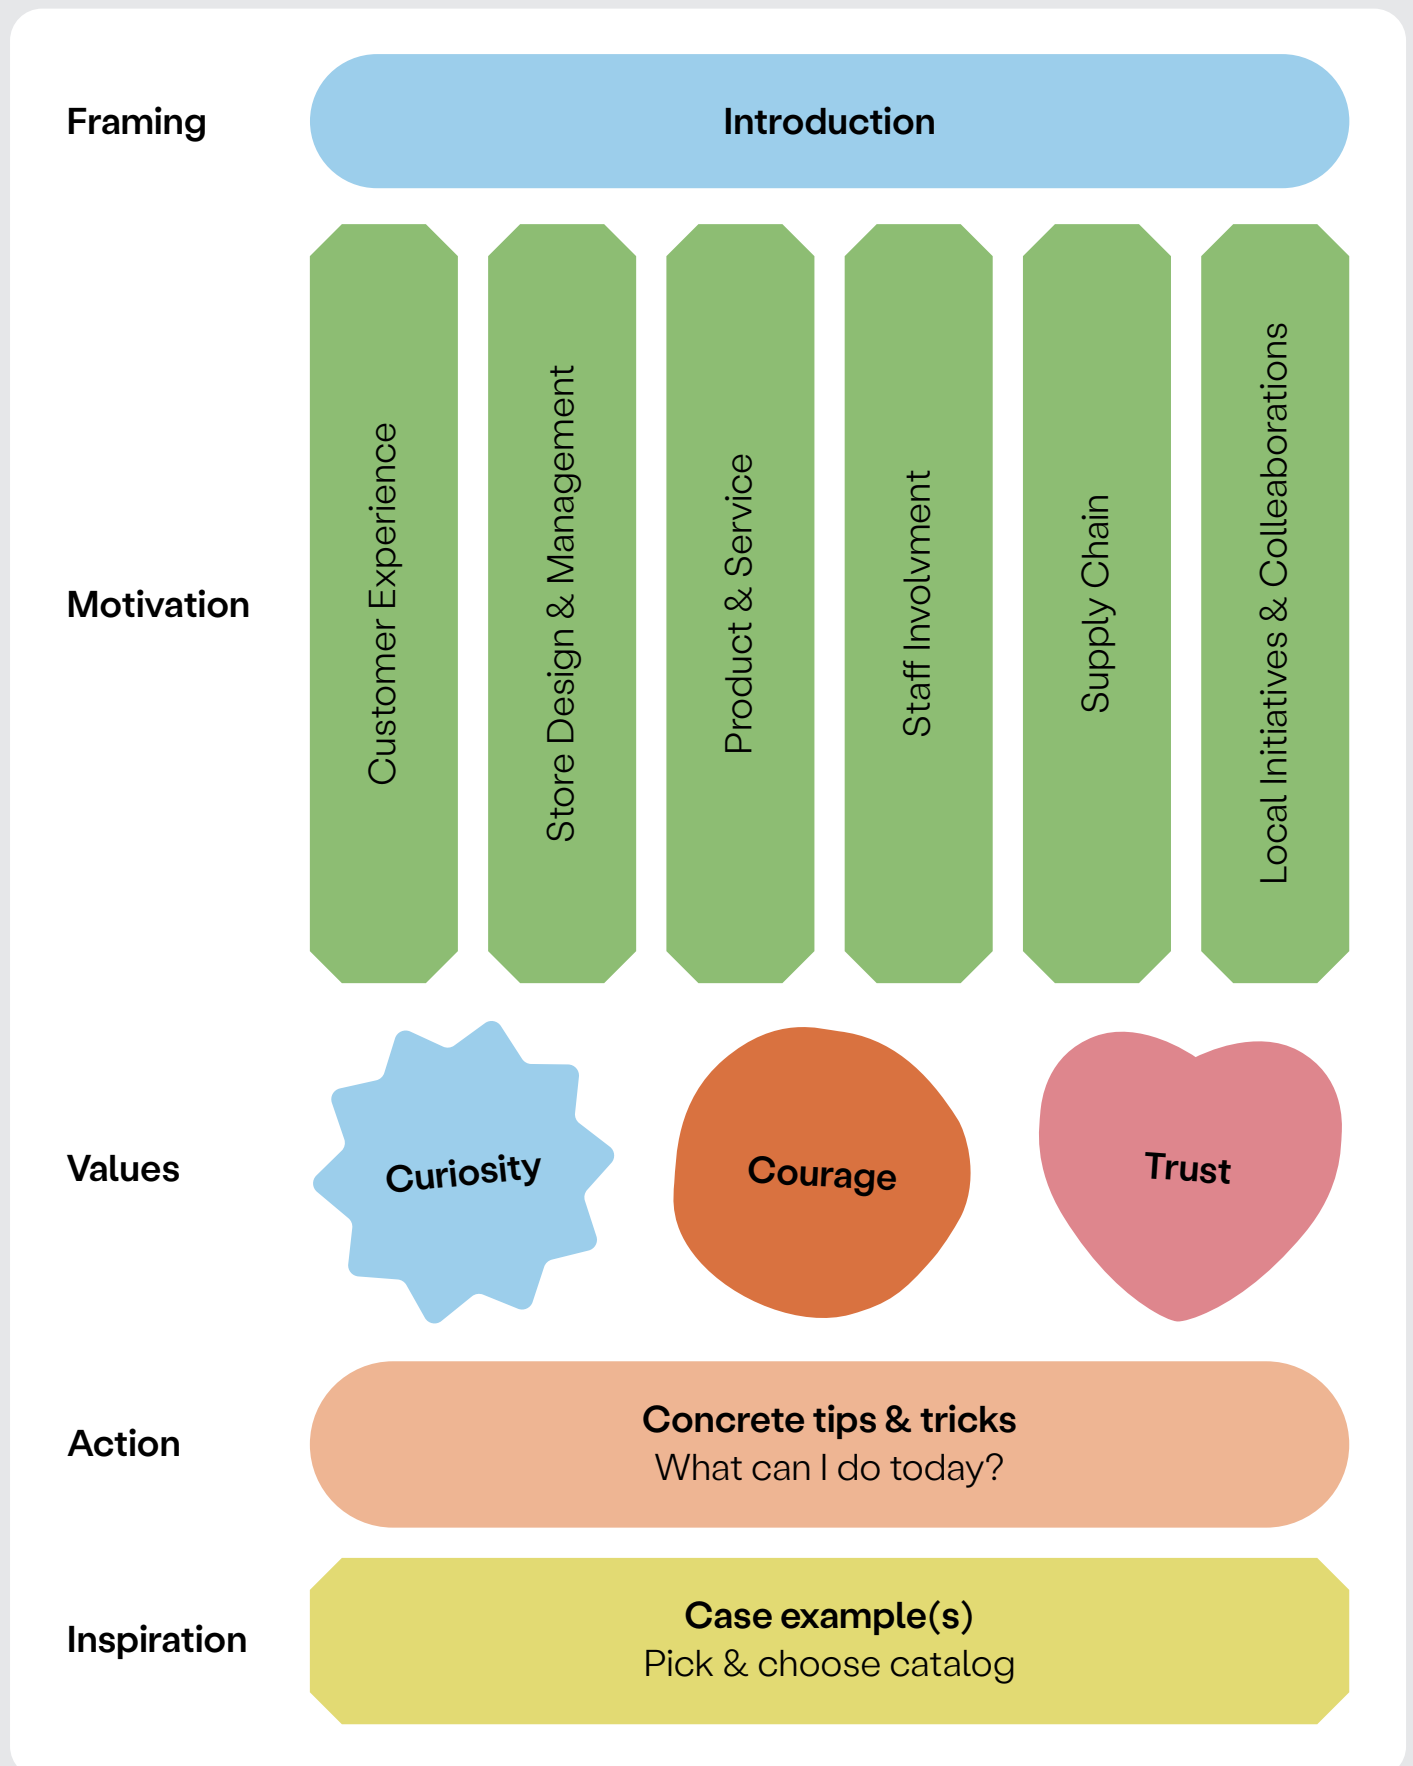 Framing
Introduction
Motivation
Customer Experience
Store Design & Management
Product & Service
Staff Involvment
Supply Chain
Local Initiatives & Colleaborations
Values
Curiosity
Courage
Trust
Action
Concrete tips & tricks
What can I do today?
Inspiration
Case example(s)
Pick & choose catalog